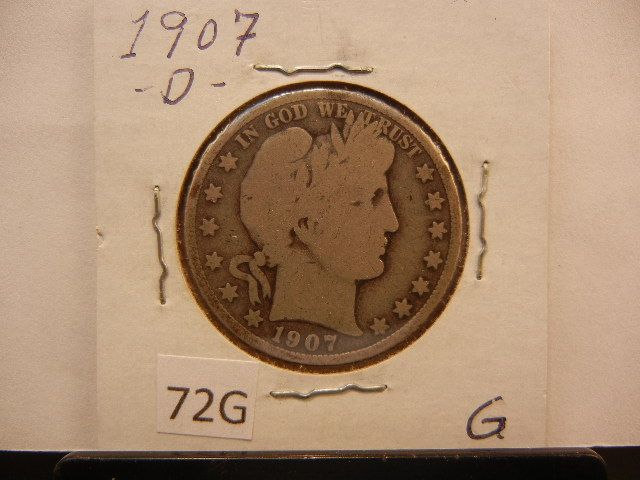 1907
-D-
IN GOD WE TRUST
1907
72G
G